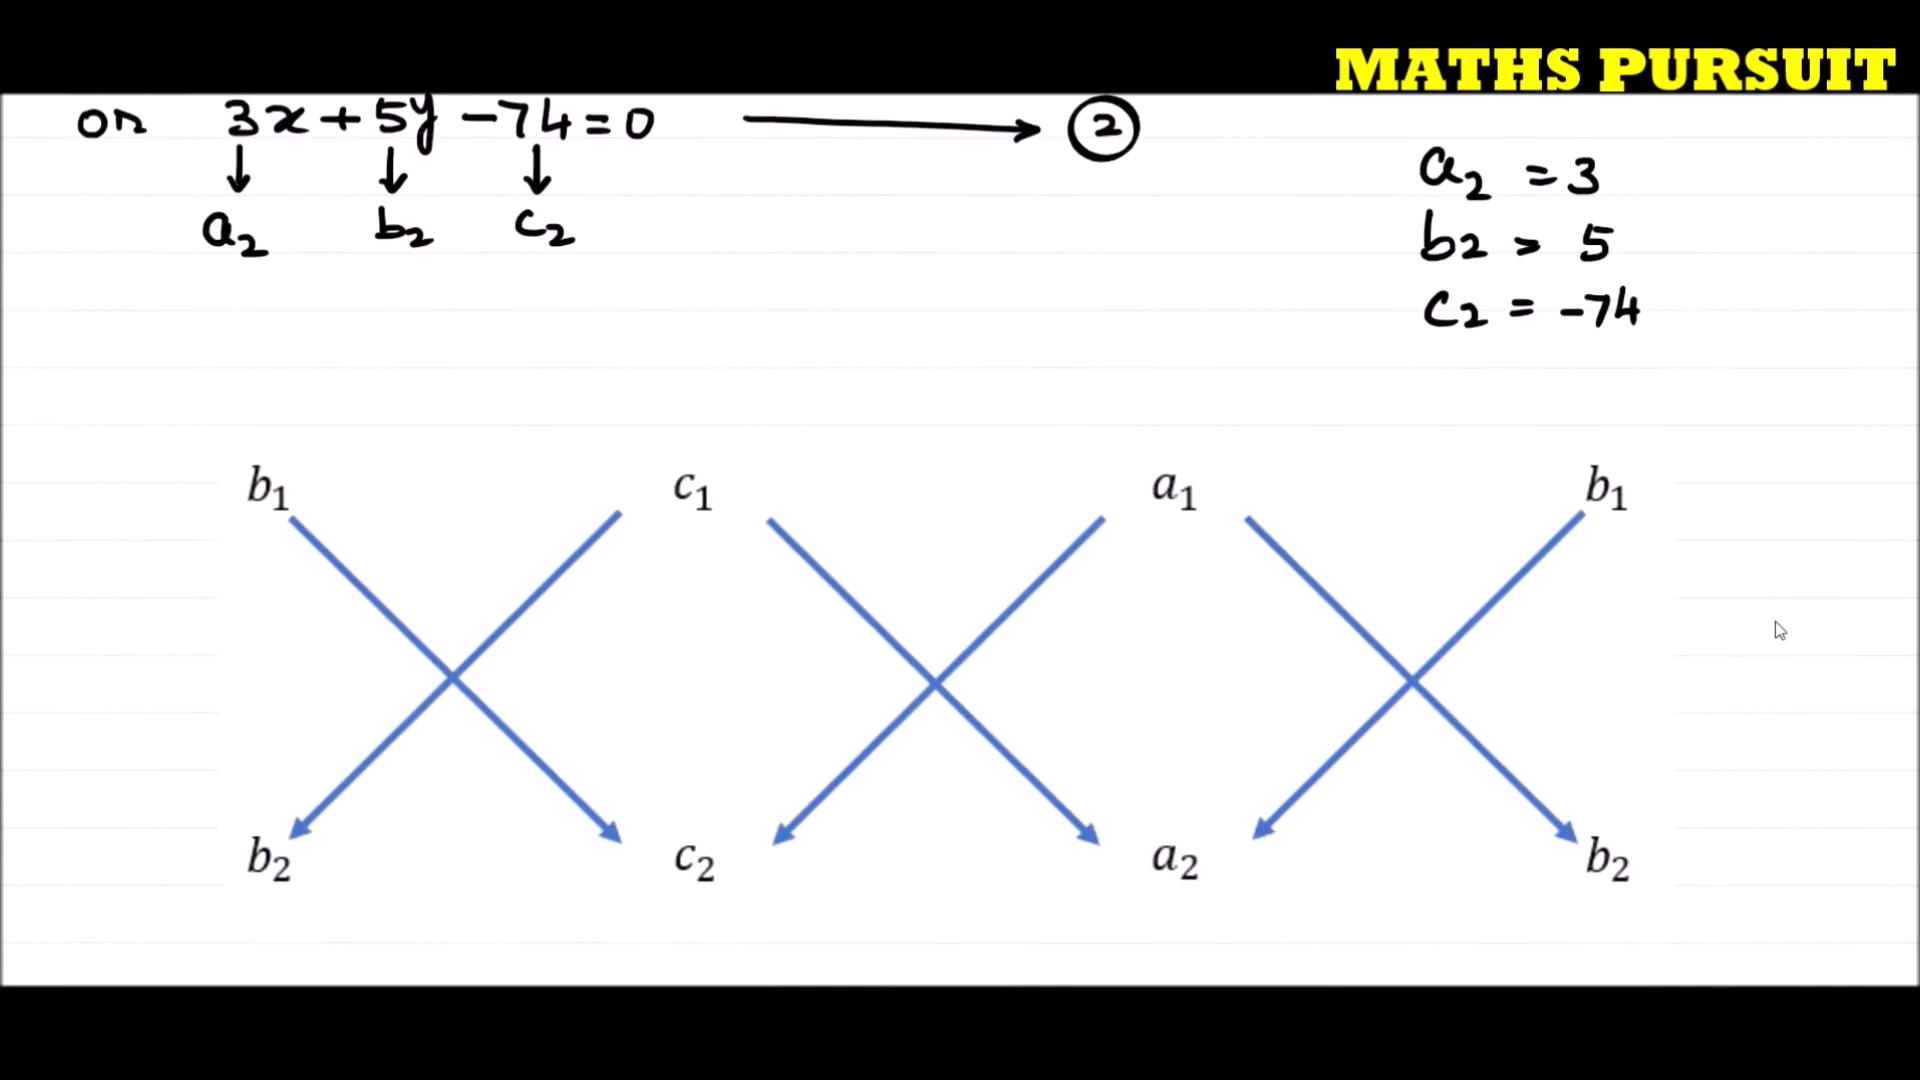 MATHS PURSUIT
or 3x + 5y - 74 = 0 → 2
a₂ b₂ c₂
a₂ = 3
b₂ = 5
c₂ = -74
b₁ c₁ a₁ b₁
b₂ c₂ a₂ b₂